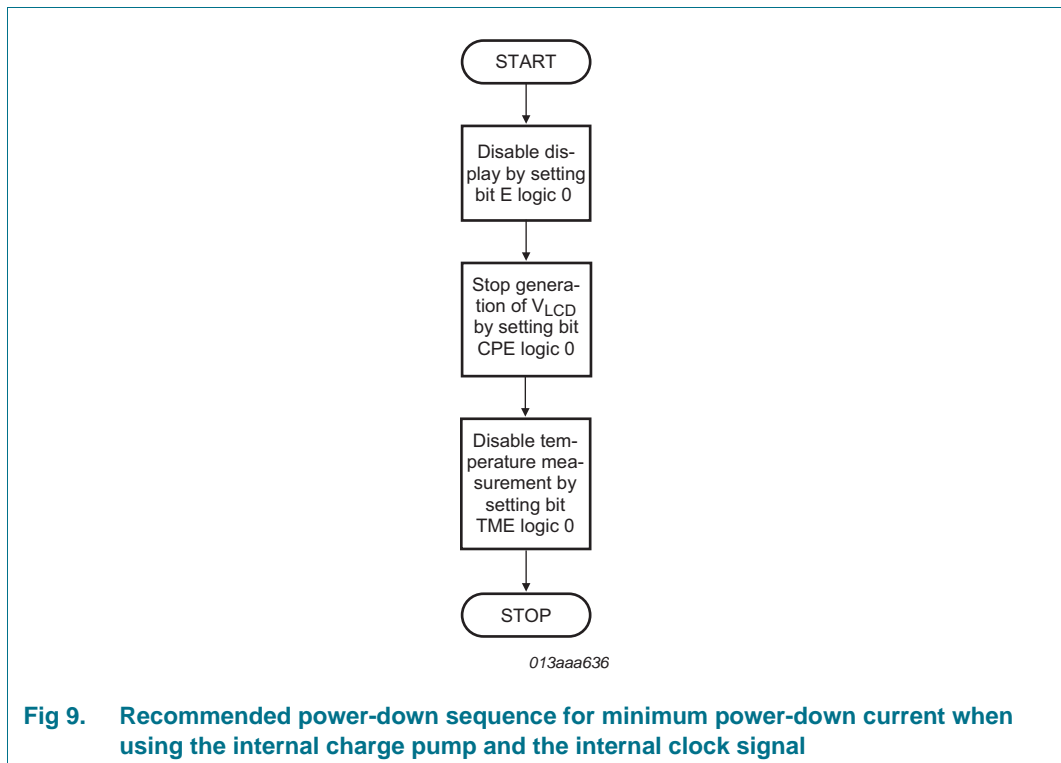 START
Disable dis-
play by setting
bit E logic 0
Stop genera-
tion of VLCD
by setting bit
CPE logic 0
Disable tem-
perature mea-
surement by
setting bit
TME logic 0
STOP
013aaa636
Fig 9. Recommended power-down sequence for minimum power-down current when
using the internal charge pump and the internal clock signal